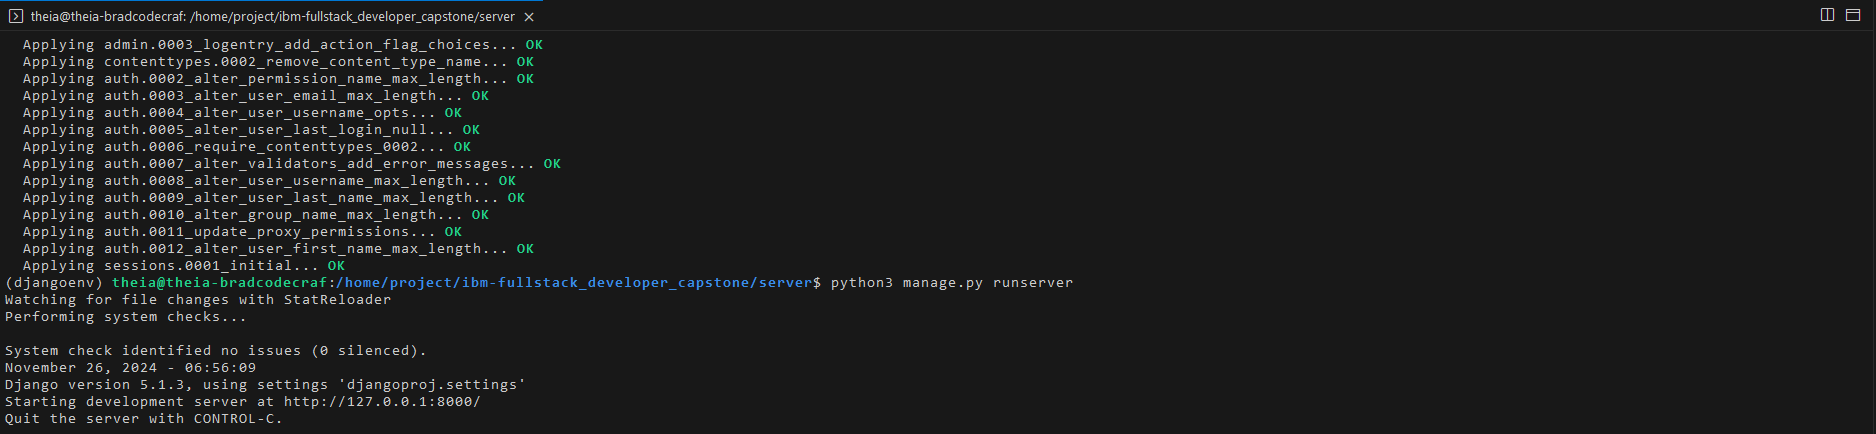 theia@theia-bradcodecraf: /home/project/ibm-fullstack_developer_capstone/server ×
Applying admin.0003_logentry_add_action_flag_choices... OK
Applying contenttypes.0002_remove_content_type_name... OK
Applying auth.0002_alter_permission_name_max_length... OK
Applying auth.0003_alter_user_email_max_length... OK
Applying auth.0004_alter_user_username_opts... OK
Applying auth.0005_alter_user_last_login_null... OK
Applying auth.0006_require_contenttypes_0002... OK
Applying auth.0007_alter_validators_add_error_messages... OK
Applying auth.0008_alter_user_username_max_length... OK
Applying auth.0009_alter_user_last_name_max_length... OK
Applying auth.0010_alter_group_name_max_length... OK
Applying auth.0011_update_proxy_permissions... OK
Applying auth.0012_alter_user_first_name_max_length... OK
Applying sessions.0001_initial... OK
(djangoenv) theia@theia-bradcodecraf:/home/project/ibm-fullstack_developer_capstone/server$ python3 manage.py runserver
Watching for file changes with StatReloader
Performing system checks...
System check identified no issues (0 silenced).
November 26, 2024 - 06:56:09
Django version 5.1.3, using settings 'djangoproj.settings'
Starting development server at http://127.0.0.1:8000/
Quit the server with CONTROL-C.